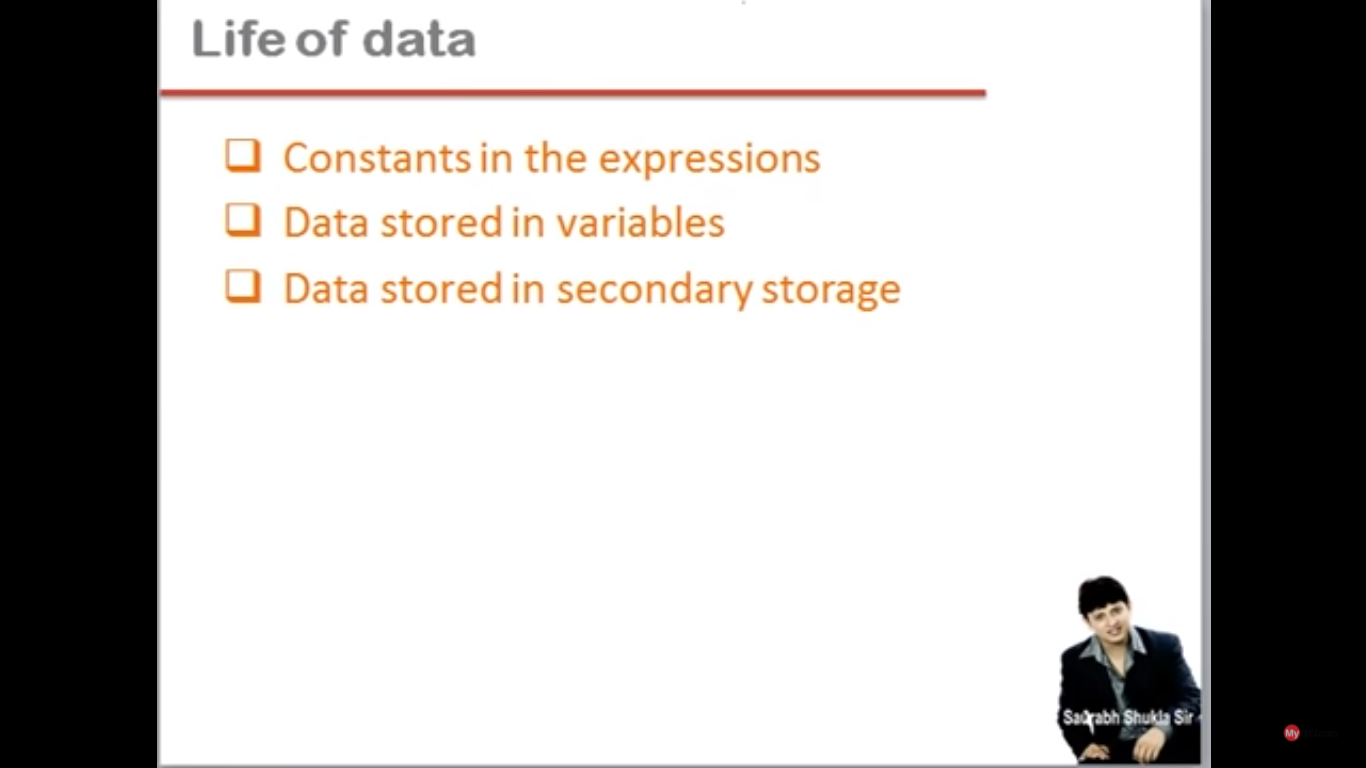 Life of data
Constants in the expressions
Data stored in variables
Data stored in secondary storage
Saurabh Shukla Sir
My